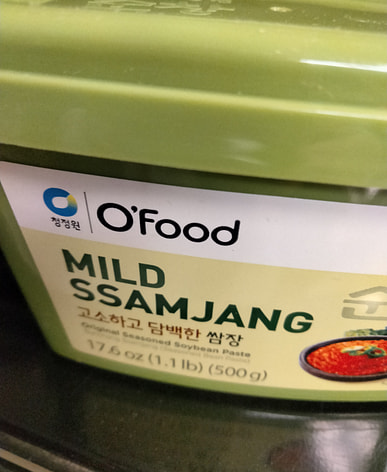 청정원
O'Food
MILD
SSAMJANG
순
고소하고 담백한 쌈장
Original Seasoned Soybean Paste
17.6 oz (1.1 lb) (500g)